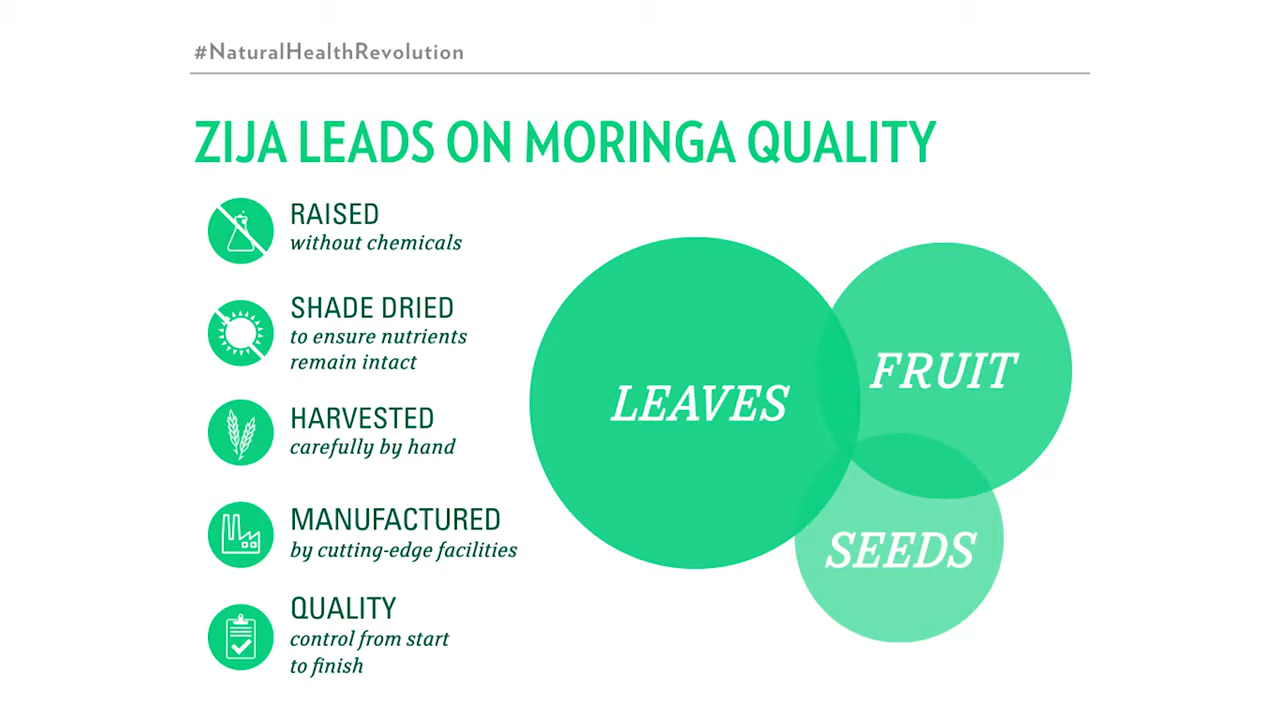 #NaturalHealthRevolution
ZIJA LEADS ON MORINGA QUALITY
RAISED
without chemicals
SHADE DRIED
to ensure nutrients
remain intact
HARVESTED
carefully by hand
MANUFACTURED
by cutting-edge facilities
QUALITY
control from start
to finish
LEAVES
FRUIT
SEEDS